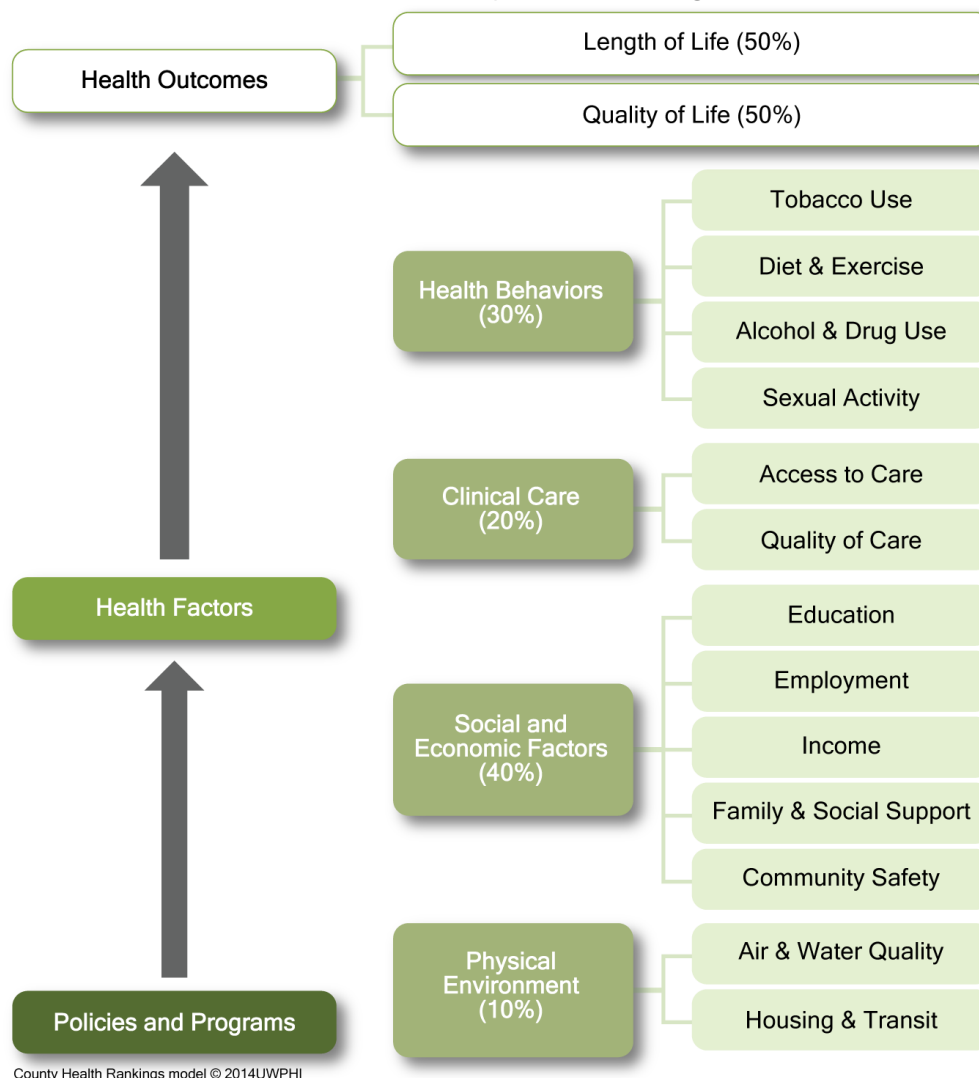 Length of Life (50%)
Health Outcomes
Quality of Life (50%)
Tobacco Use
Diet & Exercise
Health Behaviors
(30%)
Alcohol & Drug Use
Sexual Activity
Access to Care
Clinical Care
(20%)
Quality of Care
Health Factors
Education
Employment
Social and
Economic Factors
(40%)
Income
Family & Social Support
Community Safety
Air & Water Quality
Physical
Environment
(10%)
Housing & Transit
Policies and Programs
County Health Rankings model © 2014UWPHI